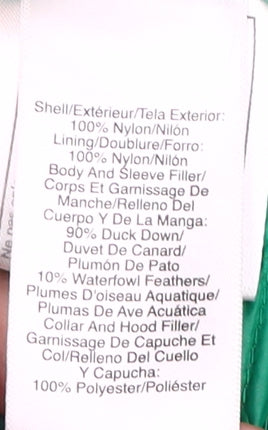 Shell/Extérieur/Tela Exterior:
100% Nylon/Nilón
Lining/Doublure/Forro:
100% Nylon/Nilón
Body And Sleeve Filler/
Corps Et Garnissage De
Manche/Relleno Del
Cuerpo Y De La Manga:
90% Duck Down/
Duvet De Canard/
Plumón De Pato
10% Waterfowl Feathers/
Plumes D'oiseau Aquatique/
Plumas De Ave Acuática
Collar And Hood Filler/
Garnissage De Capuche Et
Col/Relleno Del Cuello
Y Capucha:
100% Polyester/Poliéster
Ne pas